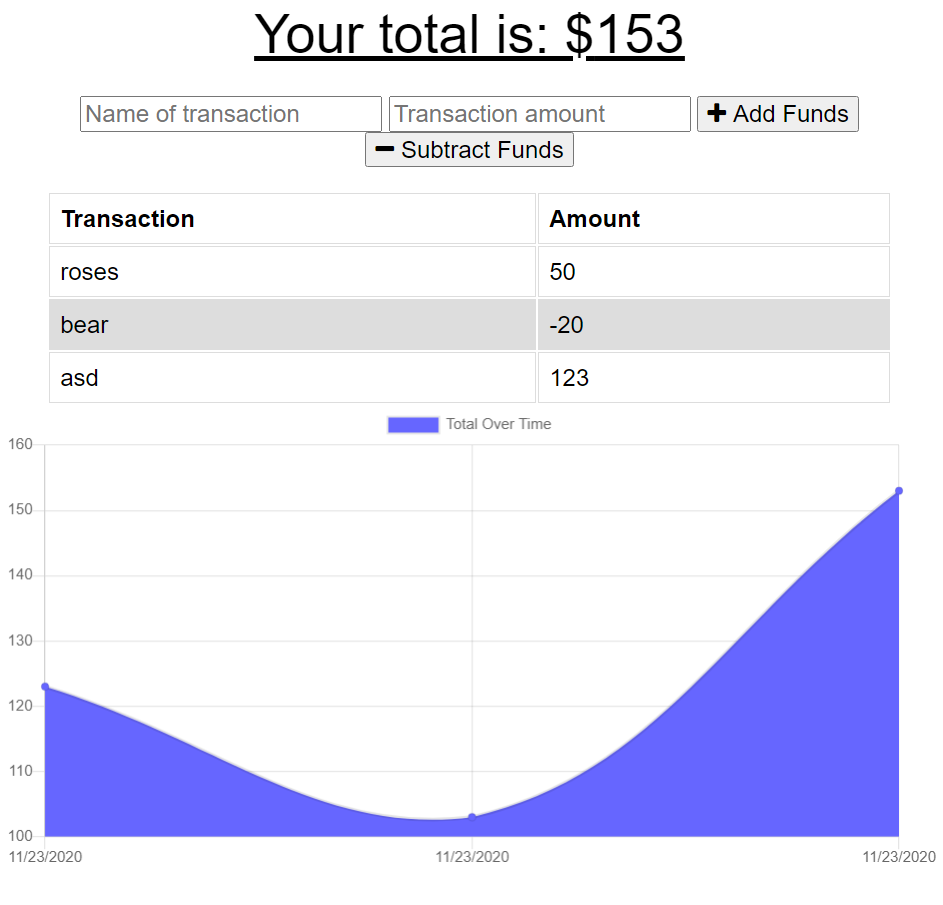 Your total is: $153
Name of transaction Transaction amount + Add Funds
− Subtract Funds
Transaction Amount
roses 50
bear -20
asd 123
Total Over Time
160
150
140
130
120
110
100
11/23/2020 11/23/2020 11/23/2020